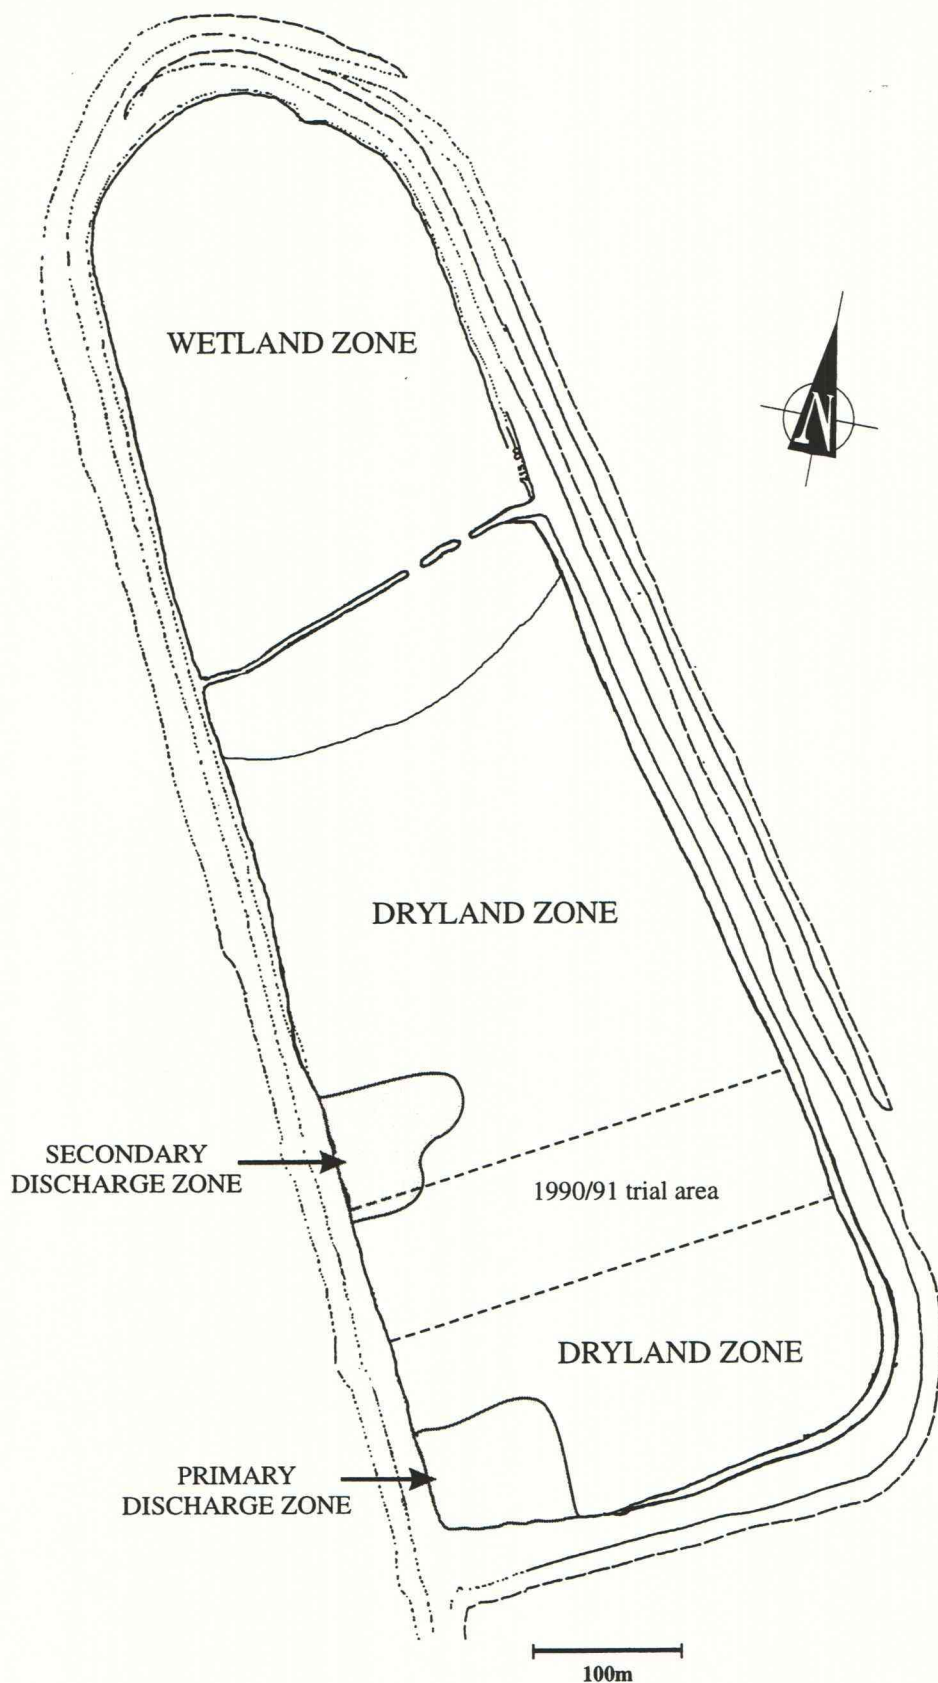 WETLAND ZONE
N
DRYLAND ZONE
SECONDARY
DISCHARGE ZONE
1990/91 trial area
DRYLAND ZONE
PRIMARY
DISCHARGE ZONE
100m